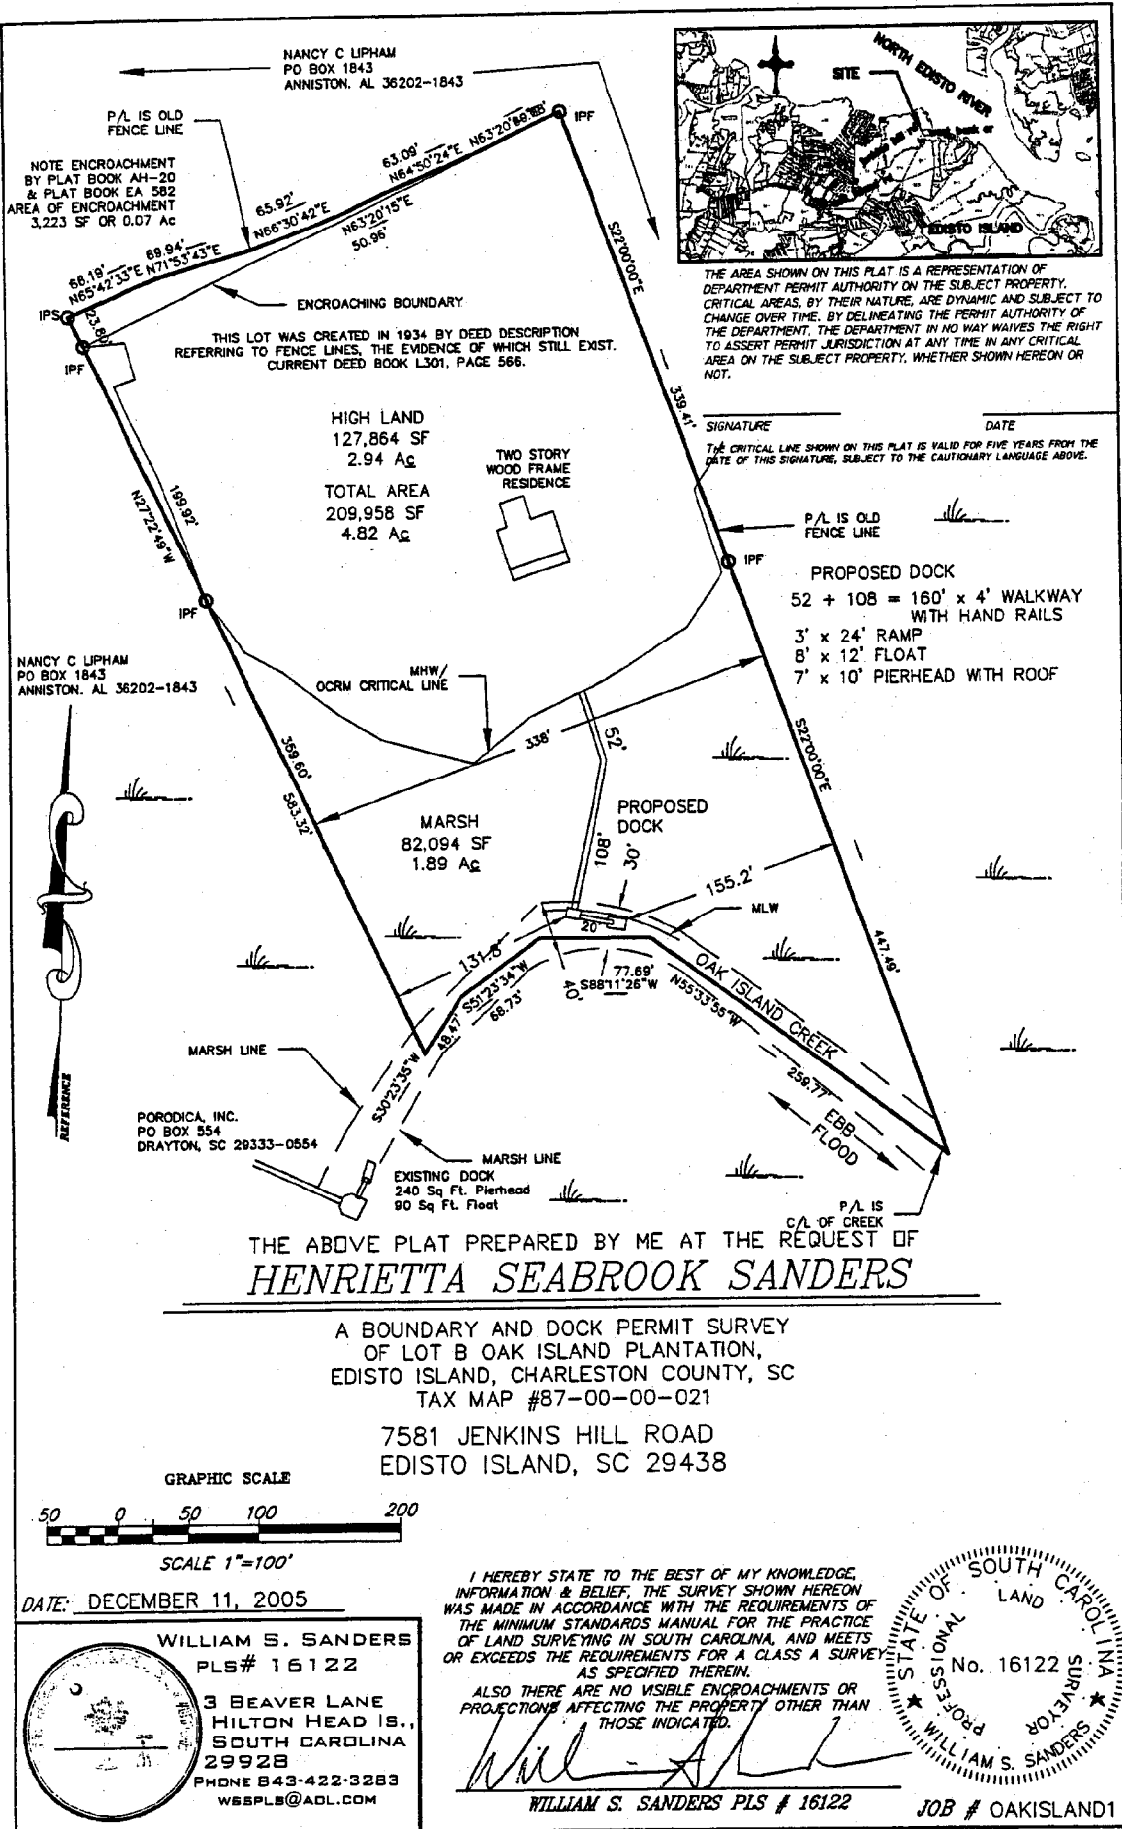 NANCY C LIPHAM
PO BOX 1843
ANNISTON. AL 36202-1843
P/L IS OLD
FENCE LINE
NOTE ENCROACHMENT
BY PLAT BOOK AH-20
& PLAT BOOK EA 582
AREA OF ENCROACHMENT
3,223 SF OR 0.07 Ac
68.19'
N65°42'33"E
69.94'
N71°53'43"E
65.92'
N66°30'42"E
63.09'
N64°50'24"E
N63°20'
N63°20'15"E
50.96'
IPF
IPS
23.80'
IPF
ENCROACHING BOUNDARY
THIS LOT WAS CREATED IN 1934 BY DEED DESCRIPTION
REFERRING TO FENCE LINES, THE EVIDENCE OF WHICH STILL EXIST.
CURRENT DEED BOOK L301, PAGE 566.
S22°00'00"E
339.41'
NORTH EDISTO RIVER
SITE
EDISTO ISLAND
THE AREA SHOWN ON THIS PLAT IS A REPRESENTATION OF
DEPARTMENT PERMIT AUTHORITY ON THE SUBJECT PROPERTY.
CRITICAL AREAS, BY THEIR NATURE, ARE DYNAMIC AND SUBJECT TO
CHANGE OVER TIME. BY DELINEATING THE PERMIT AUTHORITY OF
THE DEPARTMENT, THE DEPARTMENT IN NO WAY WAIVES THE RIGHT
TO ASSERT PERMIT JURISDICTION AT ANY TIME IN ANY CRITICAL
AREA ON THE SUBJECT PROPERTY, WHETHER SHOWN HEREON OR
NOT.
SIGNATURE DATE
THE CRITICAL LINE SHOWN ON THIS PLAT IS VALID FOR FIVE YEARS FROM THE
DATE OF THIS SIGNATURE, SUBJECT TO THE CAUTIONARY LANGUAGE ABOVE.
HIGH LAND
127,864 SF
2.94 Ac
TOTAL AREA
209,958 SF
4.82 Ac
TWO STORY
WOOD FRAME
RESIDENCE
199.92'
N27°22'49"W
IPF
P/L IS OLD
FENCE LINE
IPF
PROPOSED DOCK
52 + 108 = 160' x 4' WALKWAY
WITH HAND RAILS
3' x 24' RAMP
8' x 12' FLOAT
7' x 10' PIERHEAD WITH ROOF
NANCY C LIPHAM
PO BOX 1843
ANNISTON. AL 36202-1843
MHW/
OCRM CRITICAL LINE
338'
52'
S22°00'00"E
359.60'
583.32'
MARSH
82,094 SF
1.89 Ac
PROPOSED
DOCK
108'
30'
155.2'
MLW
20'
131.8'
40'
447.49'
OAK ISLAND CREEK
77.69'
S88°11'26"W
N55°33'55"W
259.77'
S51°23'34"W
68.73'
48.47'
S30°23'35"W
MARSH LINE
REFERENCE
PORODICA, INC.
PO BOX 554
DRAYTON, SC 29333-0554
MARSH LINE
EXISTING DOCK
240 Sq Ft. Pierhead
90 Sq Ft. Float
EBB
FLOOD
P/L IS
C/L OF CREEK
THE ABOVE PLAT PREPARED BY ME AT THE REQUEST OF
HENRIETTA SEABROOK SANDERS
A BOUNDARY AND DOCK PERMIT SURVEY
OF LOT B OAK ISLAND PLANTATION,
EDISTO ISLAND, CHARLESTON COUNTY, SC
TAX MAP #87-00-00-021
7581 JENKINS HILL ROAD
EDISTO ISLAND, SC 29438
GRAPHIC SCALE
50 0 50 100 200
SCALE 1"=100'
DATE: DECEMBER 11, 2005
WILLIAM S. SANDERS
PLS# 16122
3 BEAVER LANE
HILTON HEAD IS.,
SOUTH CAROLINA
29928
PHONE 843-422-3283
WSSPLS@AOL.COM
I HEREBY STATE TO THE BEST OF MY KNOWLEDGE,
INFORMATION & BELIEF, THE SURVEY SHOWN HEREON
WAS MADE IN ACCORDANCE WITH THE REQUIREMENTS OF
THE MINIMUM STANDARDS MANUAL FOR THE PRACTICE
OF LAND SURVEYING IN SOUTH CAROLINA, AND MEETS
OR EXCEEDS THE REQUIREMENTS FOR A CLASS A SURVEY
AS SPECIFIED THEREIN.
ALSO THERE ARE NO VISIBLE ENCROACHMENTS OR
PROJECTIONS AFFECTING THE PROPERTY OTHER THAN
THOSE INDICATED.
WILLIAM S. SANDERS PLS # 16122
STATE OF SOUTH CAROLINA
PROFESSIONAL LAND SURVEYOR
No. 16122
WILLIAM S. SANDERS
JOB # OAKISLAND1